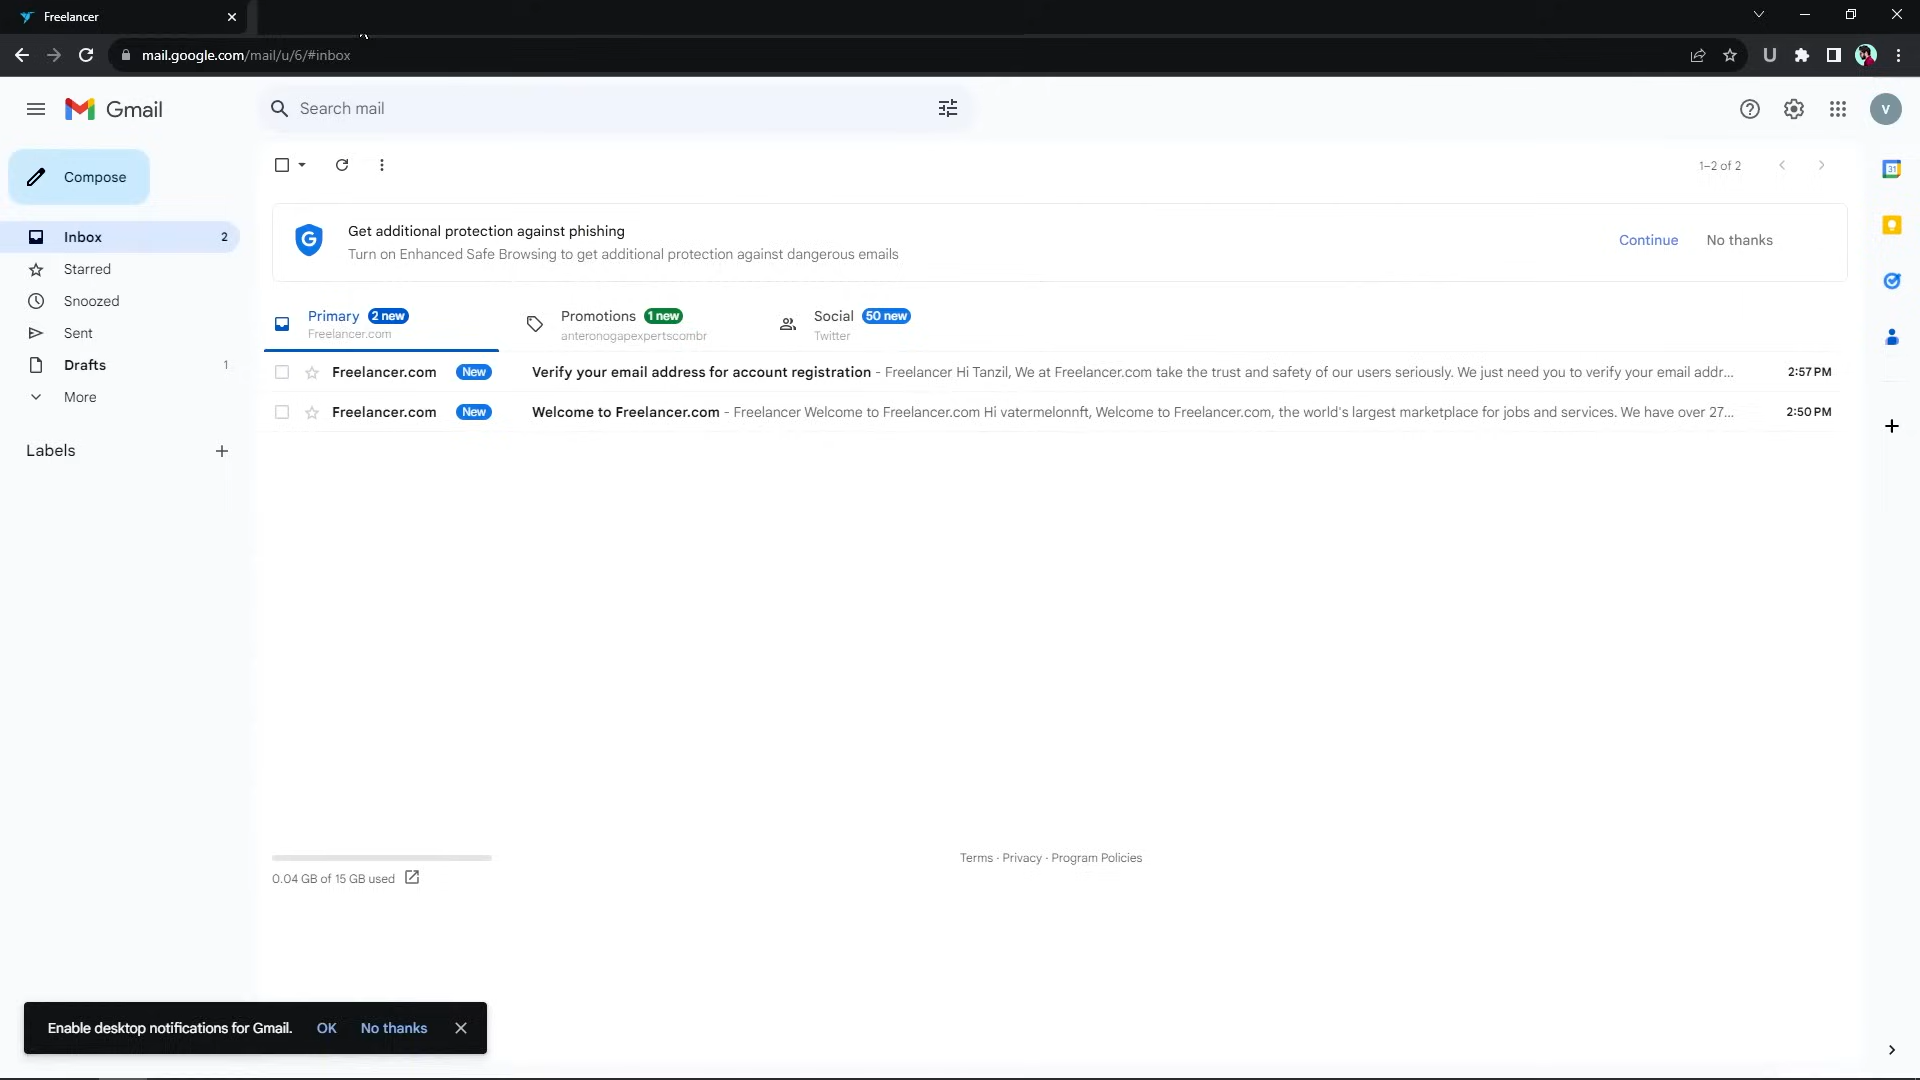 Freelancer
mail.google.com/mail/u/6/#inbox
U
Gmail
Search mail
V
Compose
1–2 of 2
31
Inbox 2
Starred
Snoozed
Sent
Drafts 1
More
Labels
G
Get additional protection against phishing
Turn on Enhanced Safe Browsing to get additional protection against dangerous emails
Continue No thanks
Primary 2 new
Freelancer.com
Promotions 1 new
anteronogapexpertscombr
Social 50 new
Twitter
Freelancer.com New Verify your email address for account registration - Freelancer Hi Tanzil, We at Freelancer.com take the trust and safety of our users seriously. We just need you to verify your email addr... 2:57 PM
Freelancer.com New Welcome to Freelancer.com - Freelancer Welcome to Freelancer.com Hi vatermelonnft, Welcome to Freelancer.com, the world's largest marketplace for jobs and services. We have over 27... 2:50 PM
0.04 GB of 15 GB used
Terms · Privacy · Program Policies
Enable desktop notifications for Gmail. OK No thanks